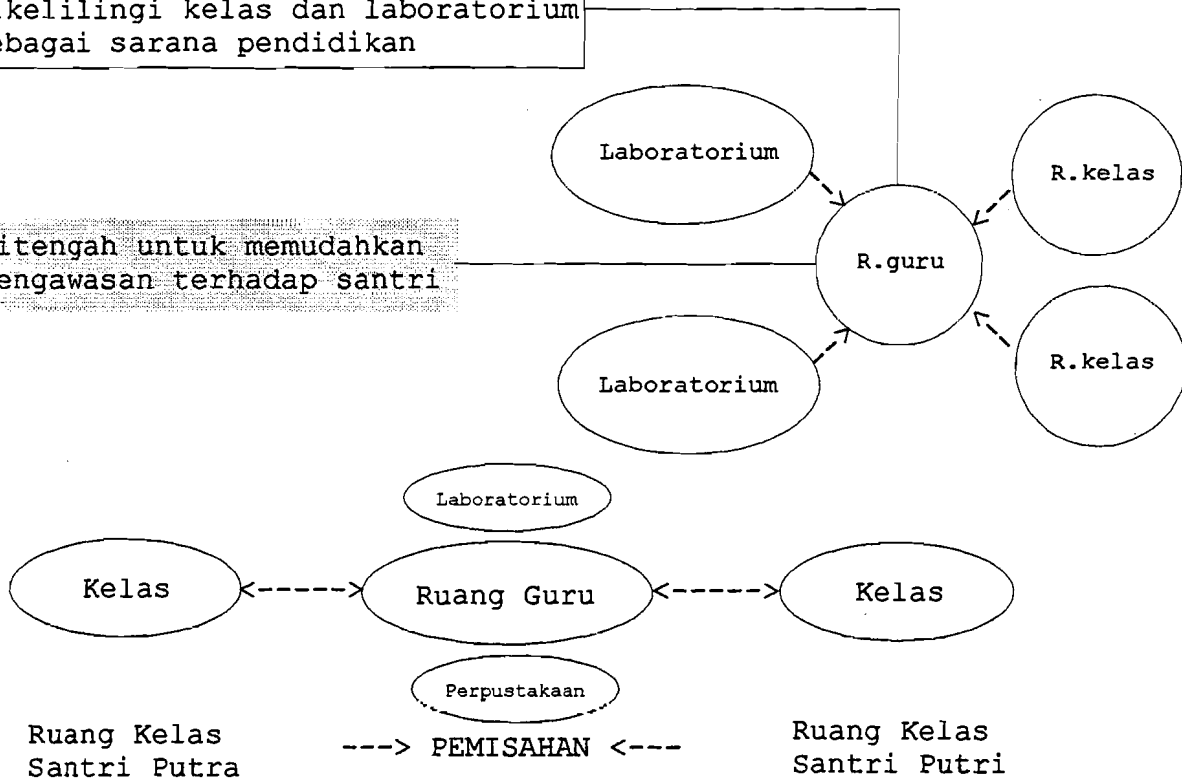 kelilingi kelas dan laboratorium
ebagai sarana pendidikan
Laboratorium
R.kelas
itengah untuk memudahkan
engawasan terhadap santri
R.guru
Laboratorium
R.kelas
Laboratorium
Kelas <-----> Ruang Guru <-----> Kelas
Perpustakaan
Ruang Kelas
Santri Putra
---> PEMISAHAN <---
Ruang Kelas
Santri Putri